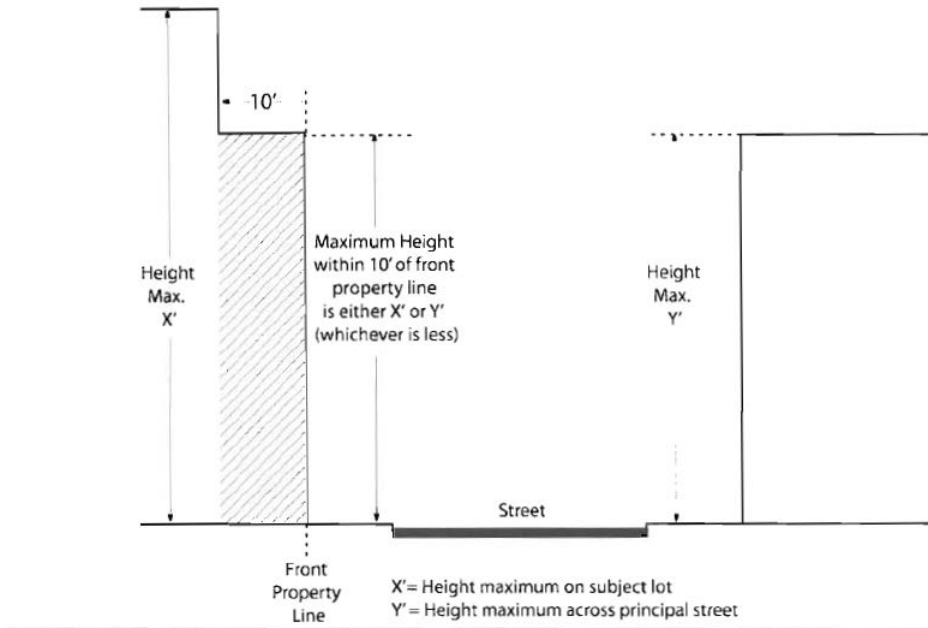 10'
Height
Max.
X'
Maximum Height
within 10' of front
property line
is either X' or Y'
(whichever is less)
Height
Max.
Y'
Street
Front
Property
Line
X'= Height maximum on subject lot
Y'= Height maximum across principal street